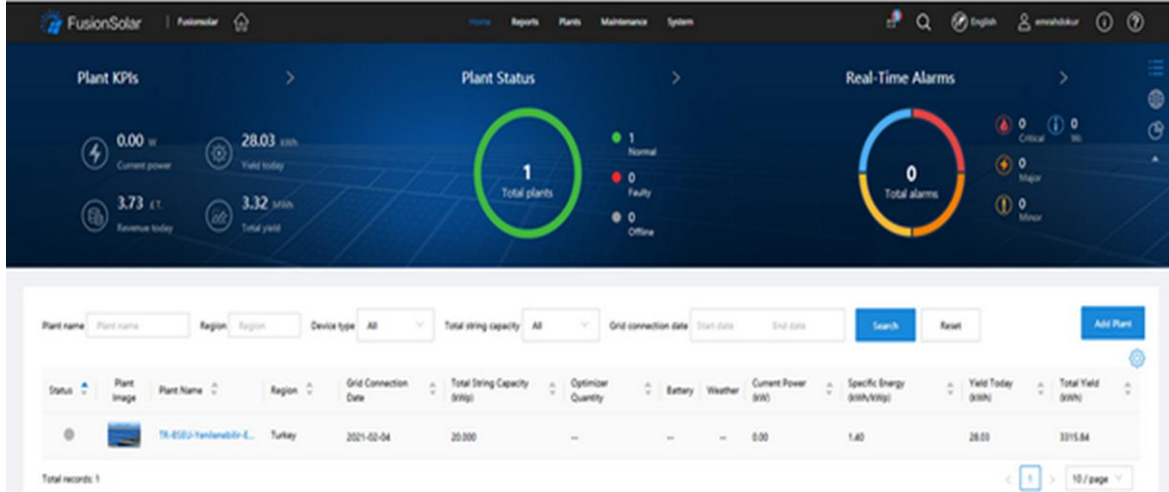 FusionSolar | Fusionsolar Home Reports Plants Maintenance System English emrahdokur
Plant KPIs > Plant Status > Real-Time Alarms >
0.00 W
Current power
28.03 kWh
Yield today
3.73 £T.
Revenue today
3.32 MWh
Total yield
1
Total plants
1
Normal
0
Faulty
0
Offline
0
Total alarms
0
Critical
0
0
Major
0
Minor
Plant name Plant name Region Region Device type All Total string capacity All Grid connection date Start date End date Search Reset Add Plant
Status Plant Image Plant Name Region Grid Connection Date Total String Capacity (kWp) Optimizer Quantity Battery Weather Current Power (kW) Specific Energy (kWh/kWp) Yield Today (kWh) Total Yield (kWh)
TR-BSEU-Yenilenebilir-E... Turkey 2021-02-04 20.000 -- -- -- 0.00 1.40 28.03 3315.84
Total records: 1 < 1 > 10 / page